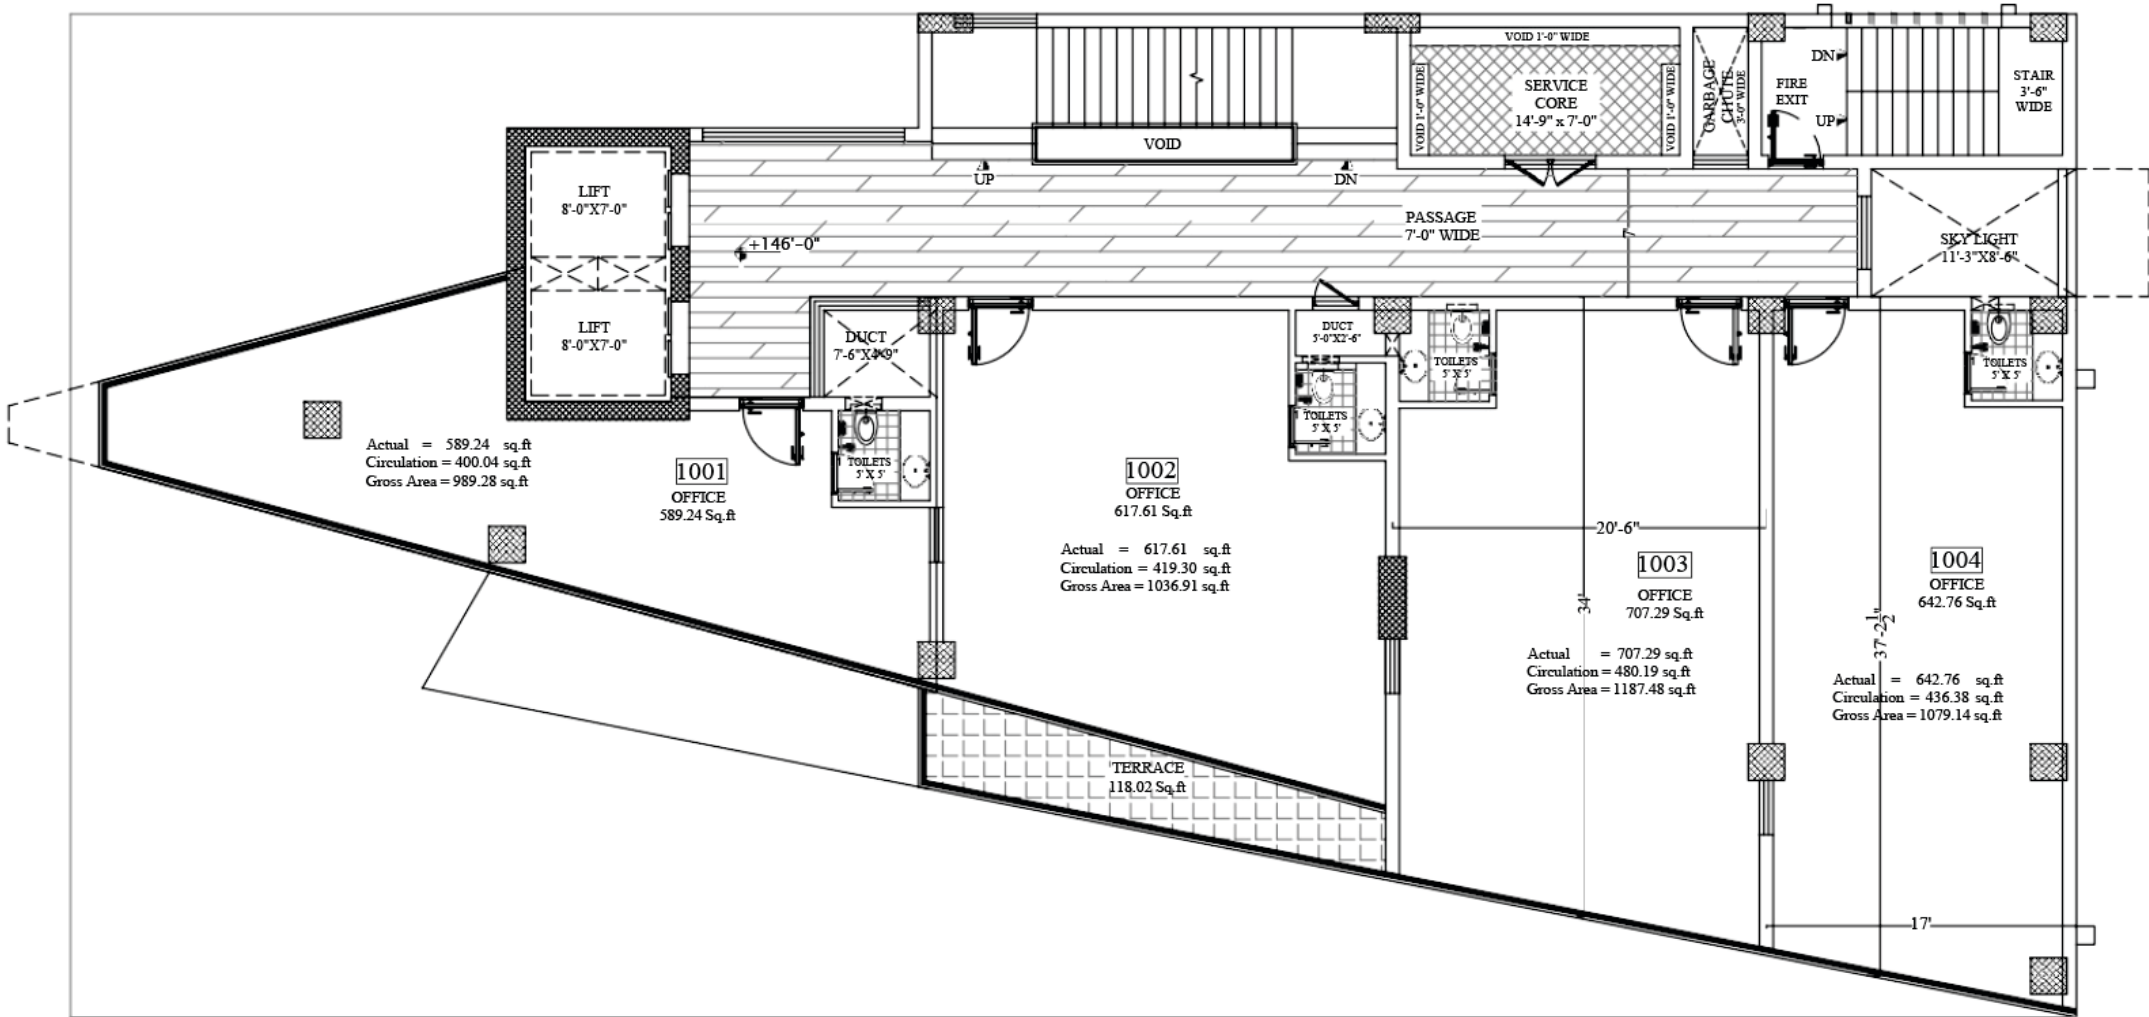 VOID 1'-0" WIDE
VOID 1'-0" WIDE
SERVICE
CORE
14'-9" x 7'-0"
VOID 1'-0" WIDE
GARBAGE
CHUTE
3'-0" WIDE
FIRE
EXIT
DN
UP
STAIR
3'-6"
WIDE
VOID
UP
DN
LIFT
8'-0"X7'-0"
PASSAGE
7'-0" WIDE
7'
SKY LIGHT
11'-3"X8'-6"
+146'-0"
LIFT
8'-0"X7'-0"
DUCT
7'-6"X4'-9"
DUCT
5'-0"X2'-6"
TOILETS
5' X 5'
TOILETS
5' X 5'
TOILETS
5' X 5'
TOILETS
5' X 5'
Actual = 589.24 sq.ft
Circulation = 400.04 sq.ft
Gross Area = 989.28 sq.ft
1001
OFFICE
589.24 Sq.ft
1002
OFFICE
617.61 Sq.ft
Actual = 617.61 sq.ft
Circulation = 419.30 sq.ft
Gross Area = 1036.91 sq.ft
20'-6"
34'
1003
OFFICE
707.29 Sq.ft
Actual = 707.29 sq.ft
Circulation = 480.19 sq.ft
Gross Area = 1187.48 sq.ft
1004
OFFICE
642.76 Sq.ft
37'-2½"
Actual = 642.76 sq.ft
Circulation = 436.38 sq.ft
Gross Area = 1079.14 sq.ft
TERRACE
118.02 Sq.ft
17'